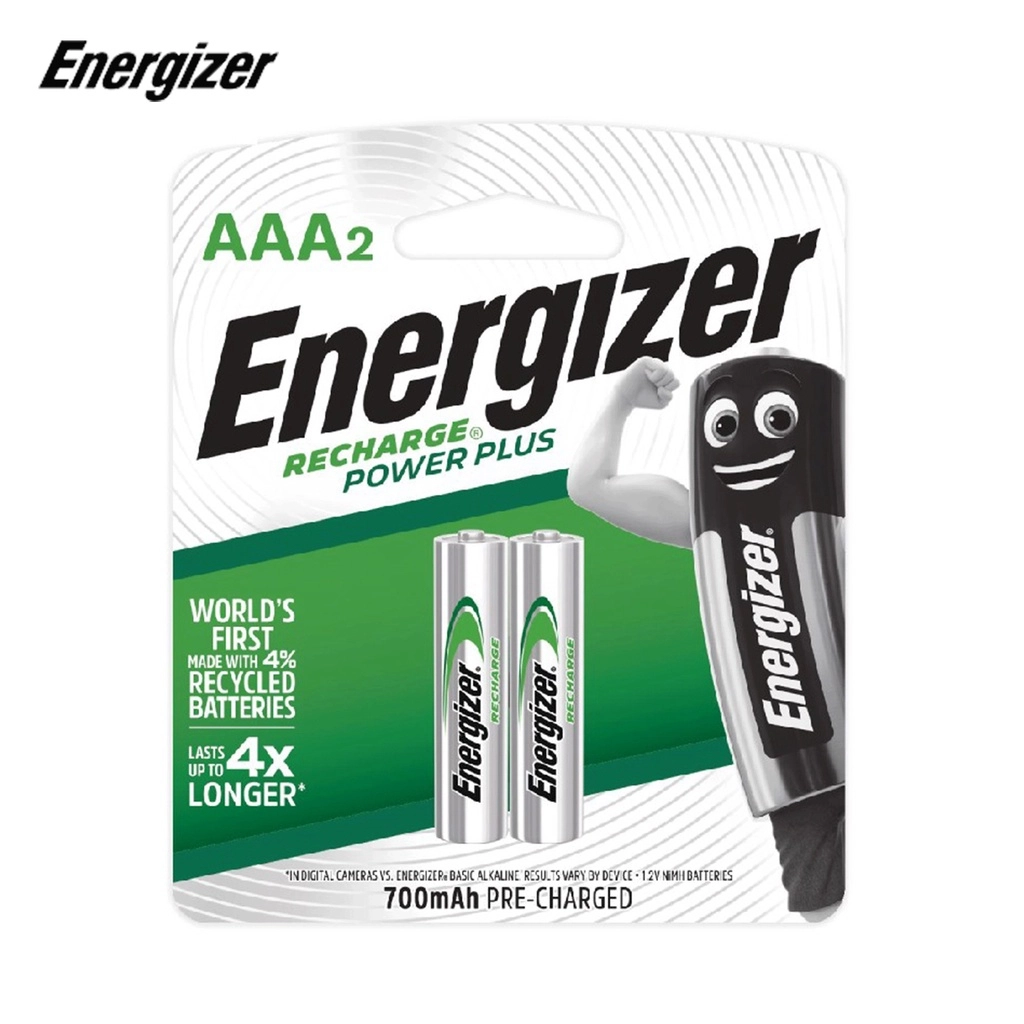 Energizer
AAA2
Energizer
RECHARGE®
POWER PLUS
WORLD'S
FIRST
MADE WITH 4%
RECYCLED
BATTERIES
LASTS
UP TO 4X
LONGER*
Energizer®
RECHARGE
Energizer®
RECHARGE
Energizer®
*IN DIGITAL CAMERAS VS. ENERGIZER® BASIC ALKALINE. RESULTS VARY BY DEVICE • 1.2V NiMH BATTERIES
700mAh PRE-CHARGED